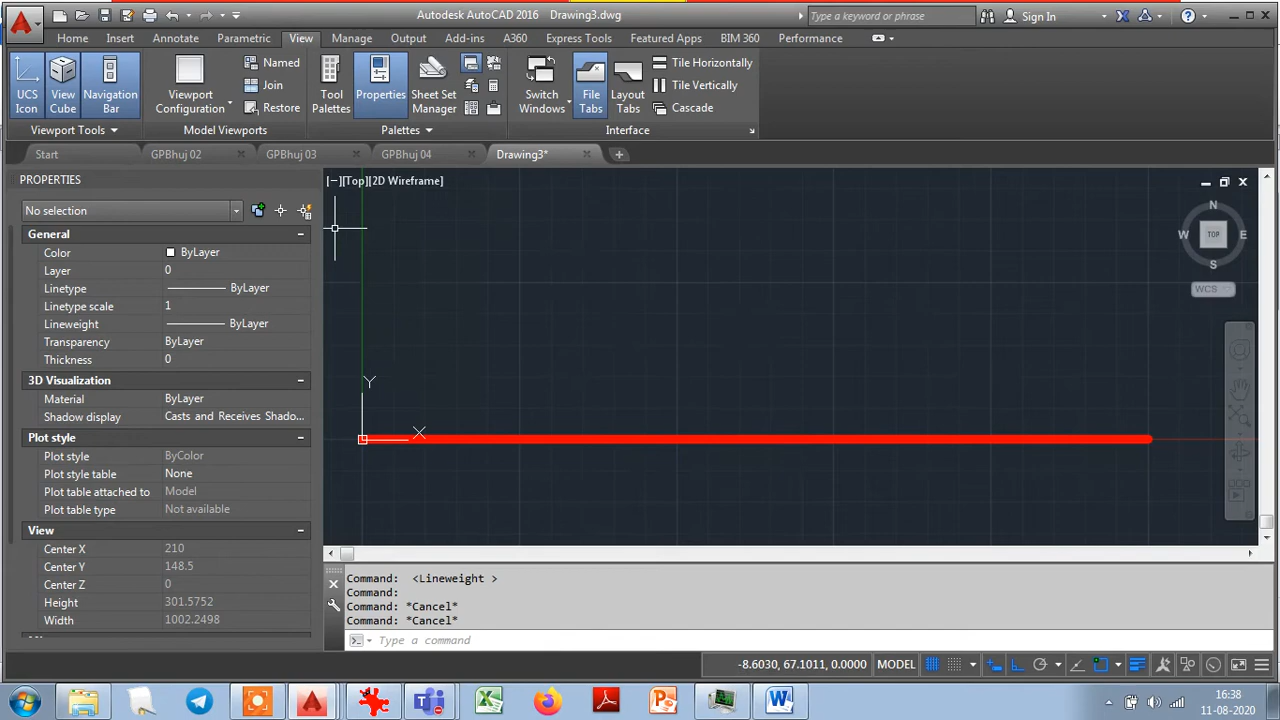 Autodesk AutoCAD 2016 Drawing3.dwg
Type a keyword or phrase
Sign In
Home Insert Annotate Parametric View Manage Output Add-ins A360 Express Tools Featured Apps BIM 360 Performance
UCS Icon
View Cube
Navigation Bar
Viewport Configuration
Named
Join
Restore
Tool Palettes
Properties
Sheet Set Manager
Switch Windows
File Tabs
Layout Tabs
Tile Horizontally
Tile Vertically
Cascade
Viewport Tools
Model Viewports
Palettes
Interface
Start GPBhuj 02 GPBhuj 03 GPBhuj 04 Drawing3*
PROPERTIES
No selection
General
Color ByLayer
Layer 0
Linetype ByLayer
Linetype scale 1
Lineweight ByLayer
Transparency ByLayer
Thickness 0
3D Visualization
Material ByLayer
Shadow display Casts and Receives Shado...
Plot style
Plot style ByColor
Plot style table None
Plot table attached to Model
Plot table type Not available
View
Center X 210
Center Y 148.5
Center Z 0
Height 301.5752
Width 1002.2498
[−][Top][2D Wireframe]
N
W TOP E
S
WCS
Y
X
Command: <Lineweight >
Command:
Command: *Cancel*
Command: *Cancel*
Type a command
-8.6030, 67.1011, 0.0000 MODEL
16:38
11-08-2020